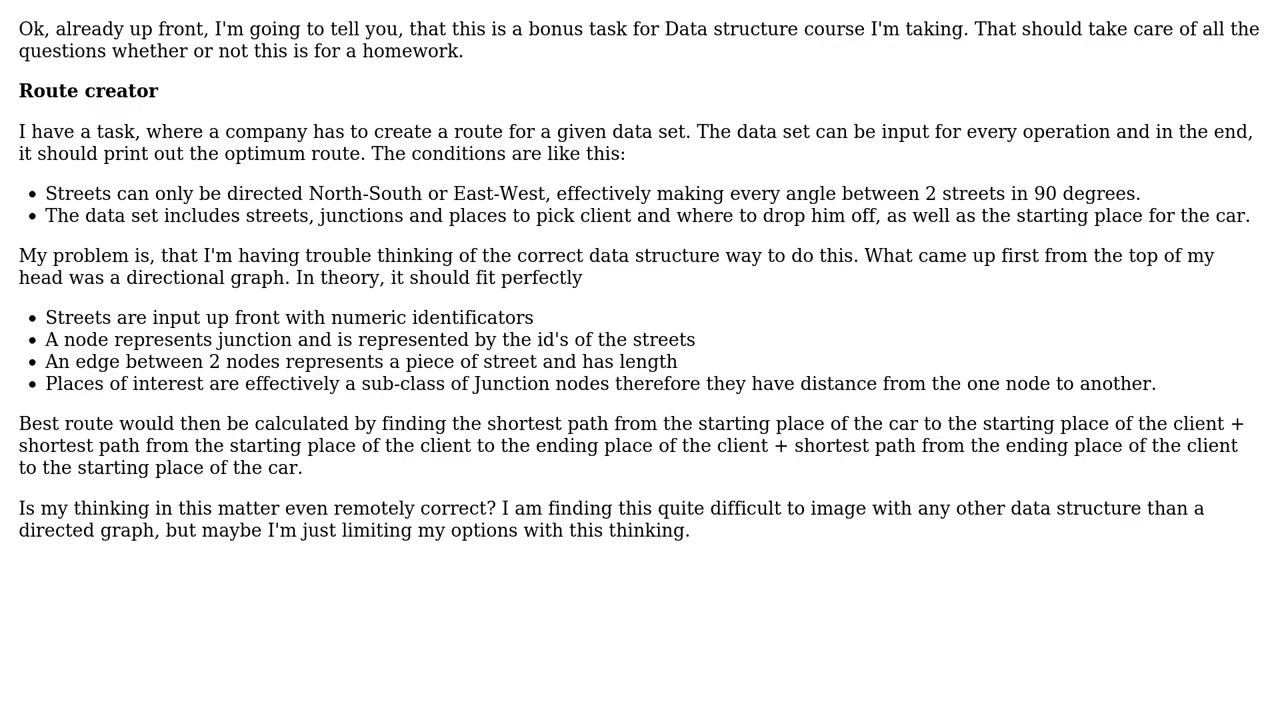 Ok, already up front, I'm going to tell you, that this is a bonus task for Data structure course I'm taking. That should take care of all the
questions whether or not this is for a homework.
Route creator
I have a task, where a company has to create a route for a given data set. The data set can be input for every operation and in the end,
it should print out the optimum route. The conditions are like this:
• Streets can only be directed North-South or East-West, effectively making every angle between 2 streets in 90 degrees.
• The data set includes streets, junctions and places to pick client and where to drop him off, as well as the starting place for the car.
My problem is, that I'm having trouble thinking of the correct data structure way to do this. What came up first from the top of my
head was a directional graph. In theory, it should fit perfectly
• Streets are input up front with numeric identificators
• A node represents junction and is represented by the id's of the streets
• An edge between 2 nodes represents a piece of street and has length
• Places of interest are effectively a sub-class of Junction nodes therefore they have distance from the one node to another.
Best route would then be calculated by finding the shortest path from the starting place of the car to the starting place of the client +
shortest path from the starting place of the client to the ending place of the client + shortest path from the ending place of the client
to the starting place of the car.
Is my thinking in this matter even remotely correct? I am finding this quite difficult to image with any other data structure than a
directed graph, but maybe I'm just limiting my options with this thinking.